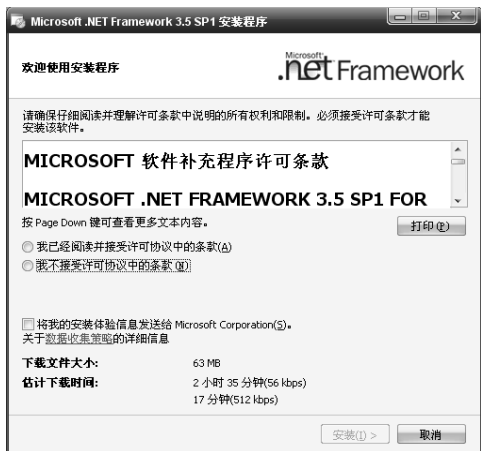 Microsoft .NET Framework 3.5 SP1 安装程序
欢迎使用安装程序
Microsoft
.net Framework
请确保仔细阅读并理解许可条款中说明的所有权利和限制。必须接受许可条款才能
安装该软件。
MICROSOFT 软件补充程序许可条款
MICROSOFT .NET FRAMEWORK 3.5 SP1 FOR
按 Page Down 键可查看更多文本内容。
打印(P)
我已经阅读并接受许可协议中的条款(A)
我不接受许可协议中的条款(N)
将我的安装体验信息发送给 Microsoft Corporation(S)。
关于数据收集策略的详细信息
下载文件大小: 63 MB
估计下载时间: 2 小时 35 分钟(56 kbps)
17 分钟(512 kbps)
安装(I) > 取消